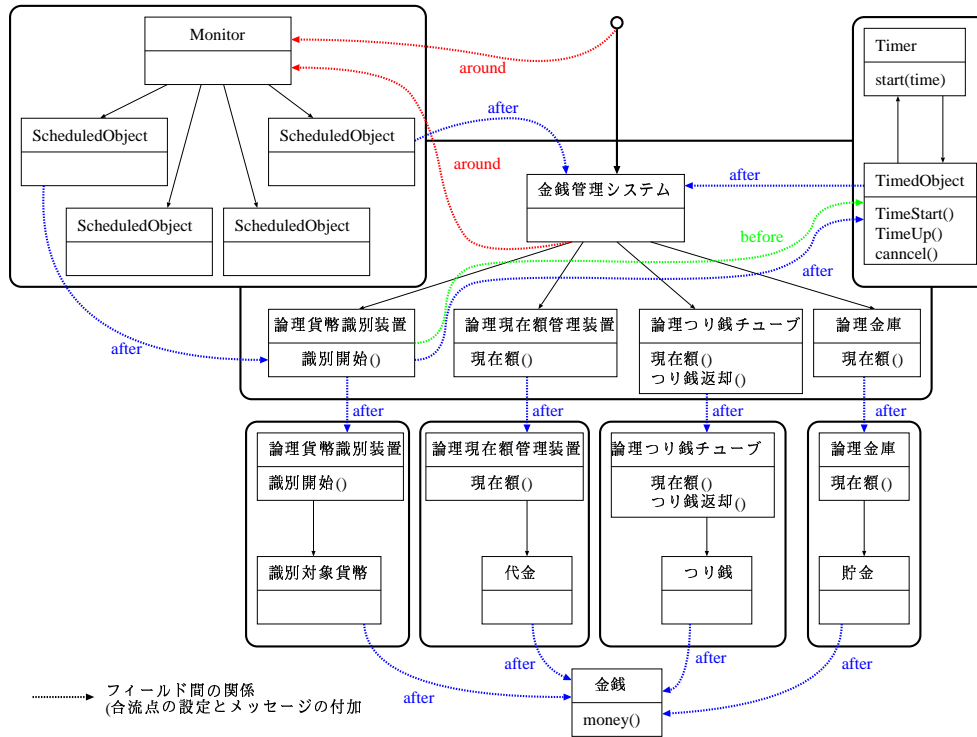 Monitor
Timer
start(time)
around
after
ScheduledObject
ScheduledObject
around
金銭管理システム
after
TimedObject
TimeStart()
TimeUp()
canncel()
ScheduledObject
ScheduledObject
before
after
論理貨幣識別装置
識別開始()
論理現在額管理装置
現在額()
論理つり銭チューブ
現在額()
つり銭返却()
論理金庫
現在額()
after
after
after
after
after
論理貨幣識別装置
識別開始()
論理現在額管理装置
現在額()
論理つり銭チューブ
現在額()
つり銭返却()
論理金庫
現在額()
識別対象貨幣
代金
つり銭
貯金
after
after
after
after
金銭
money()
フィールド間の関係
(合流点の設定とメッセージの付加